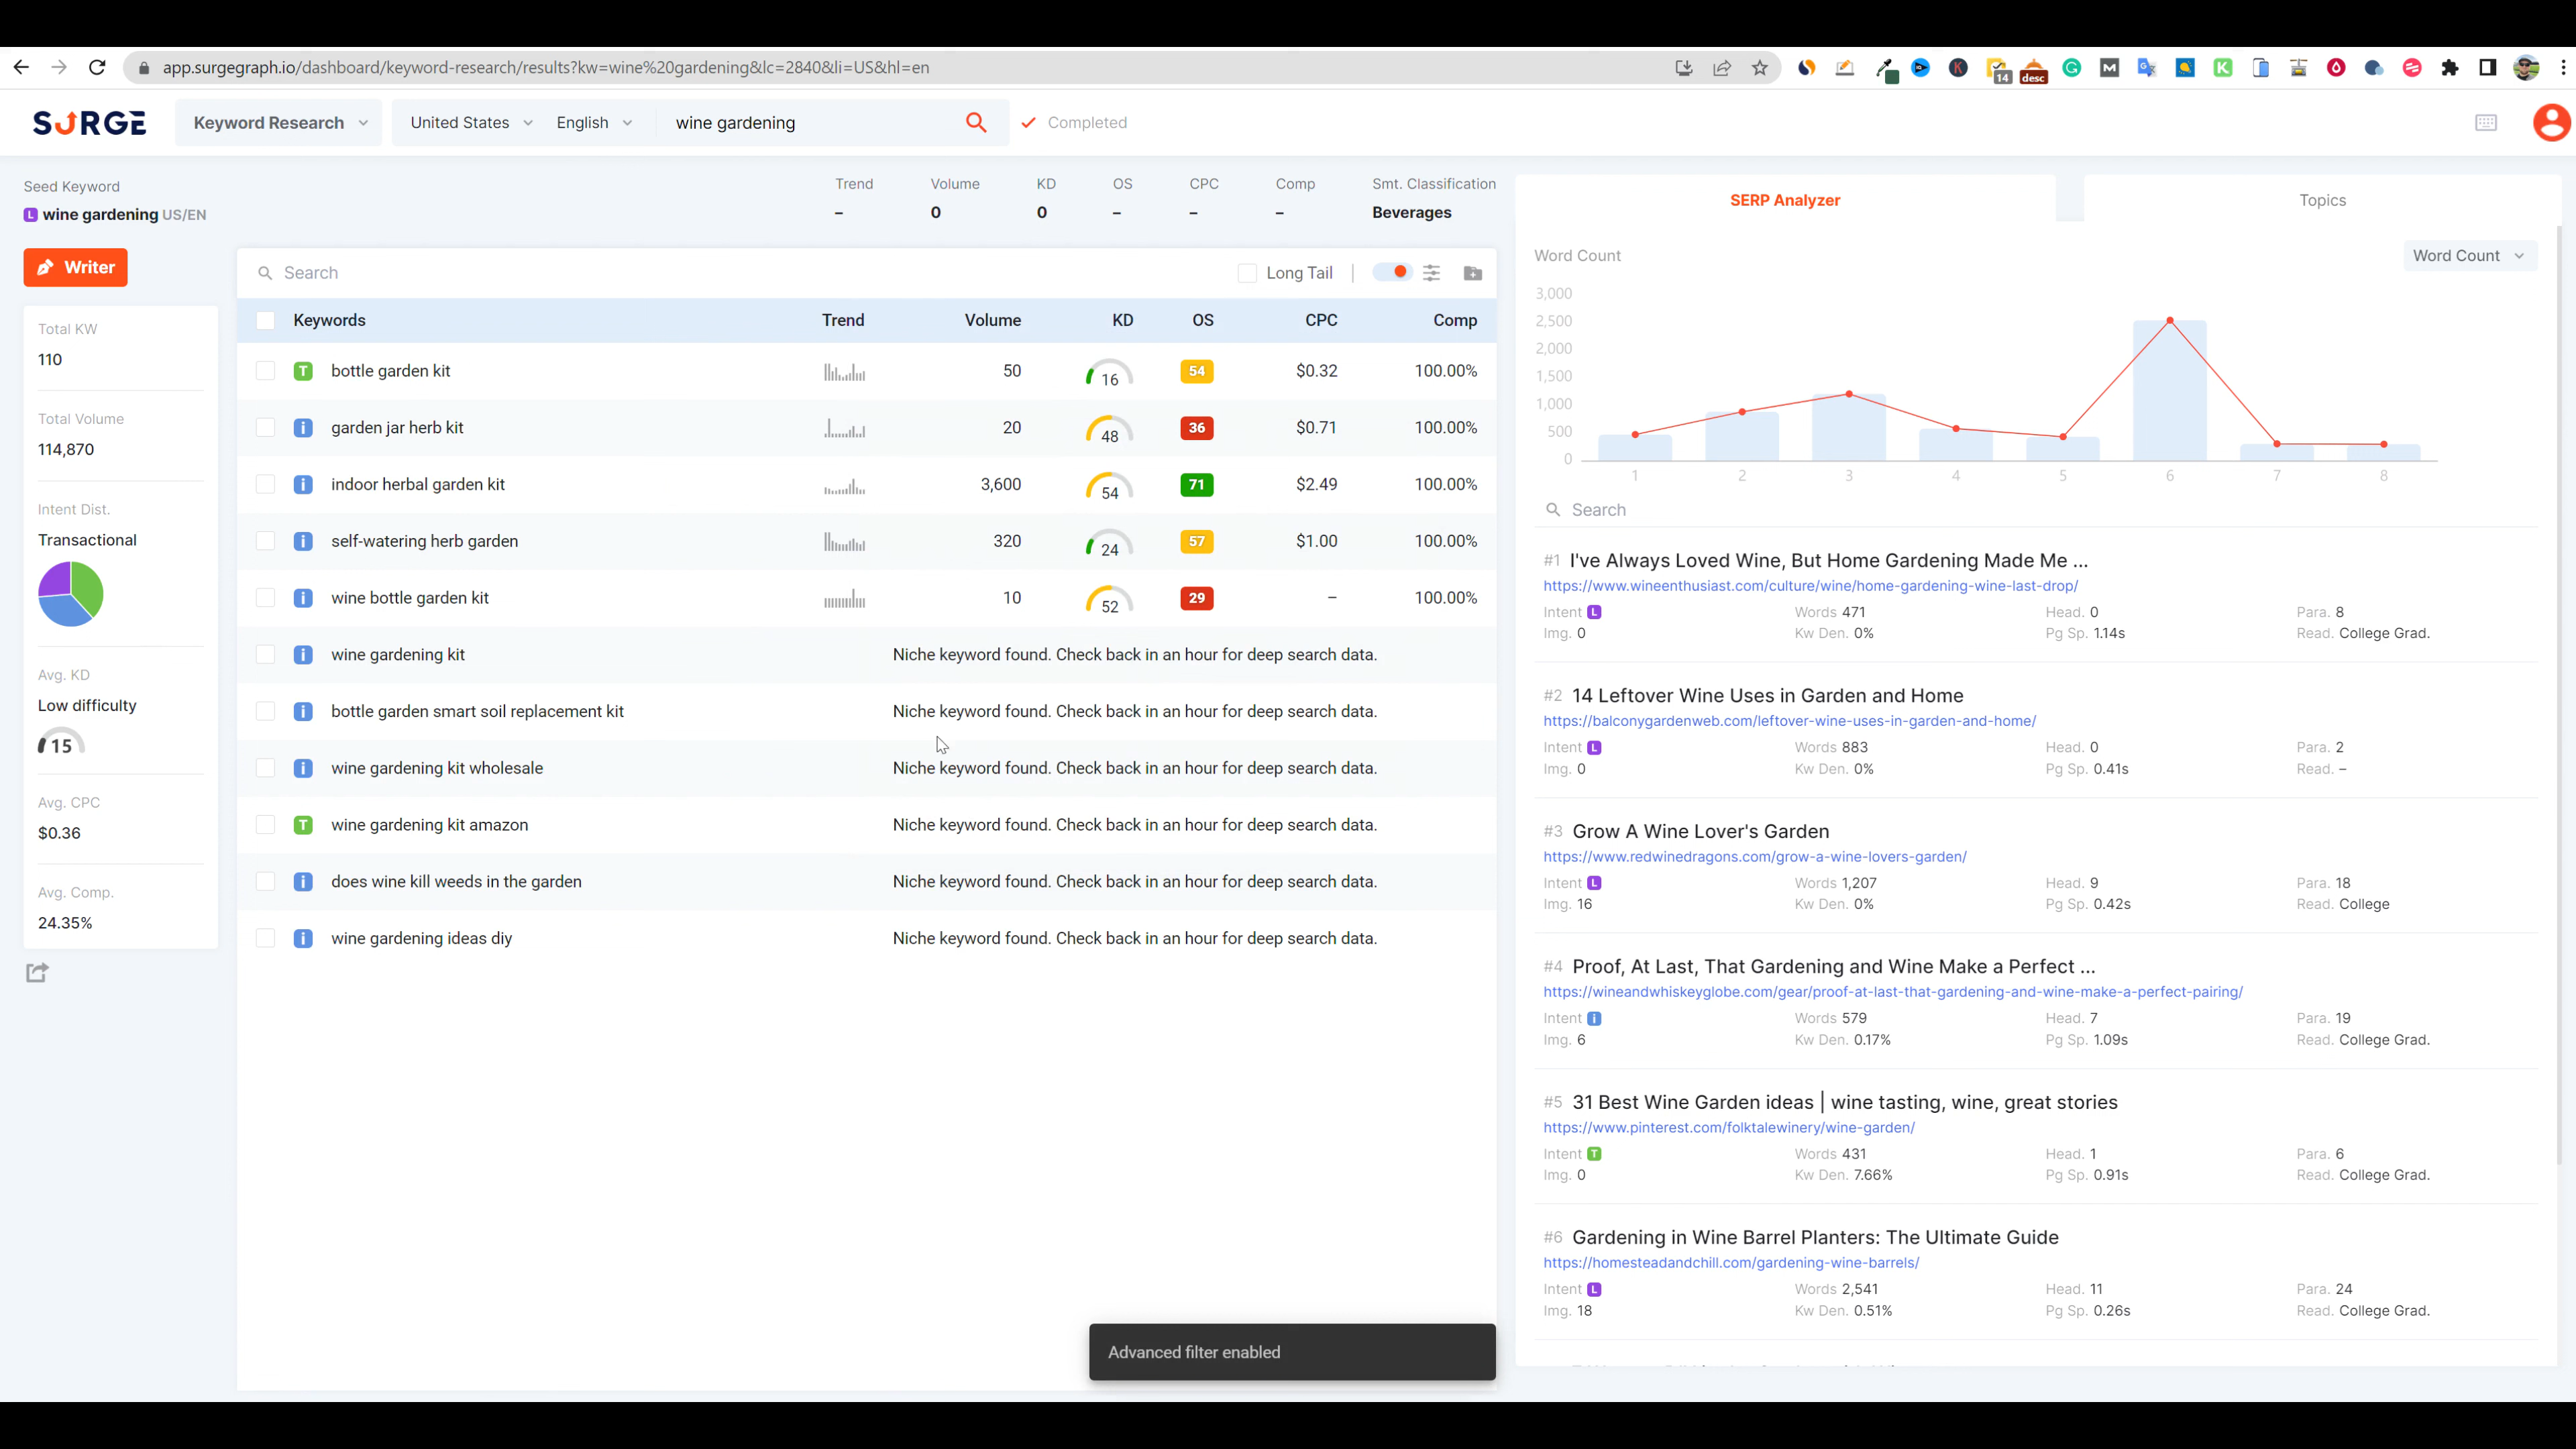 app.surgegraph.io/dashboard/keyword-research/results?kw=wine%20gardening&lc=2840&li=US&hl=en
14
desc
SURGE
Keyword Research
United States
English
wine gardening
Completed
Seed Keyword
L wine gardening US/EN
Trend Volume KD OS CPC Comp Smt. Classification
– 0 0 – – – Beverages
Writer
Total KW
110
Total Volume
114,870
Intent Dist.
Transactional
Avg. KD
Low difficulty
15
Avg. CPC
$0.36
Avg. Comp.
24.35%
Search
Long Tail
Keywords Trend Volume KD OS CPC Comp
T bottle garden kit 50 16 54 $0.32 100.00%
i garden jar herb kit 20 48 36 $0.71 100.00%
i indoor herbal garden kit 3,600 54 71 $2.49 100.00%
i self-watering herb garden 320 24 57 $1.00 100.00%
i wine bottle garden kit 10 52 29 – 100.00%
i wine gardening kit Niche keyword found. Check back in an hour for deep search data.
i bottle garden smart soil replacement kit Niche keyword found. Check back in an hour for deep search data.
i wine gardening kit wholesale Niche keyword found. Check back in an hour for deep search data.
T wine gardening kit amazon Niche keyword found. Check back in an hour for deep search data.
i does wine kill weeds in the garden Niche keyword found. Check back in an hour for deep search data.
i wine gardening ideas diy Niche keyword found. Check back in an hour for deep search data.
Advanced filter enabled
SERP Analyzer
Topics
Word Count
Word Count
3,000
2,500
2,000
1,500
1,000
500
0
1 2 3 4 5 6 7 8
Search
#1 I've Always Loved Wine, But Home Gardening Made Me ...
https://www.wineenthusiast.com/culture/wine/home-gardening-wine-last-drop/
Intent L Words 471 Head. 0 Para. 8
Img. 0 Kw Den. 0% Pg Sp. 1.14s Read. College Grad.
#2 14 Leftover Wine Uses in Garden and Home
https://balconygardenweb.com/leftover-wine-uses-in-garden-and-home/
Intent L Words 883 Head. 0 Para. 2
Img. 0 Kw Den. 0% Pg Sp. 0.41s Read. –
#3 Grow A Wine Lover's Garden
https://www.redwinedragons.com/grow-a-wine-lovers-garden/
Intent L Words 1,207 Head. 9 Para. 18
Img. 16 Kw Den. 0% Pg Sp. 0.42s Read. College
#4 Proof, At Last, That Gardening and Wine Make a Perfect ...
https://wineandwhiskeyglobe.com/gear/proof-at-last-that-gardening-and-wine-make-a-perfect-pairing/
Intent i Words 579 Head. 7 Para. 19
Img. 6 Kw Den. 0.17% Pg Sp. 1.09s Read. College Grad.
#5 31 Best Wine Garden ideas | wine tasting, wine, great stories
https://www.pinterest.com/folktalewinery/wine-garden/
Intent T Words 431 Head. 1 Para. 6
Img. 0 Kw Den. 7.66% Pg Sp. 0.91s Read. College Grad.
#6 Gardening in Wine Barrel Planters: The Ultimate Guide
https://homesteadandchill.com/gardening-wine-barrels/
Intent L Words 2,541 Head. 11 Para. 24
Img. 18 Kw Den. 0.51% Pg Sp. 0.26s Read. College Grad.